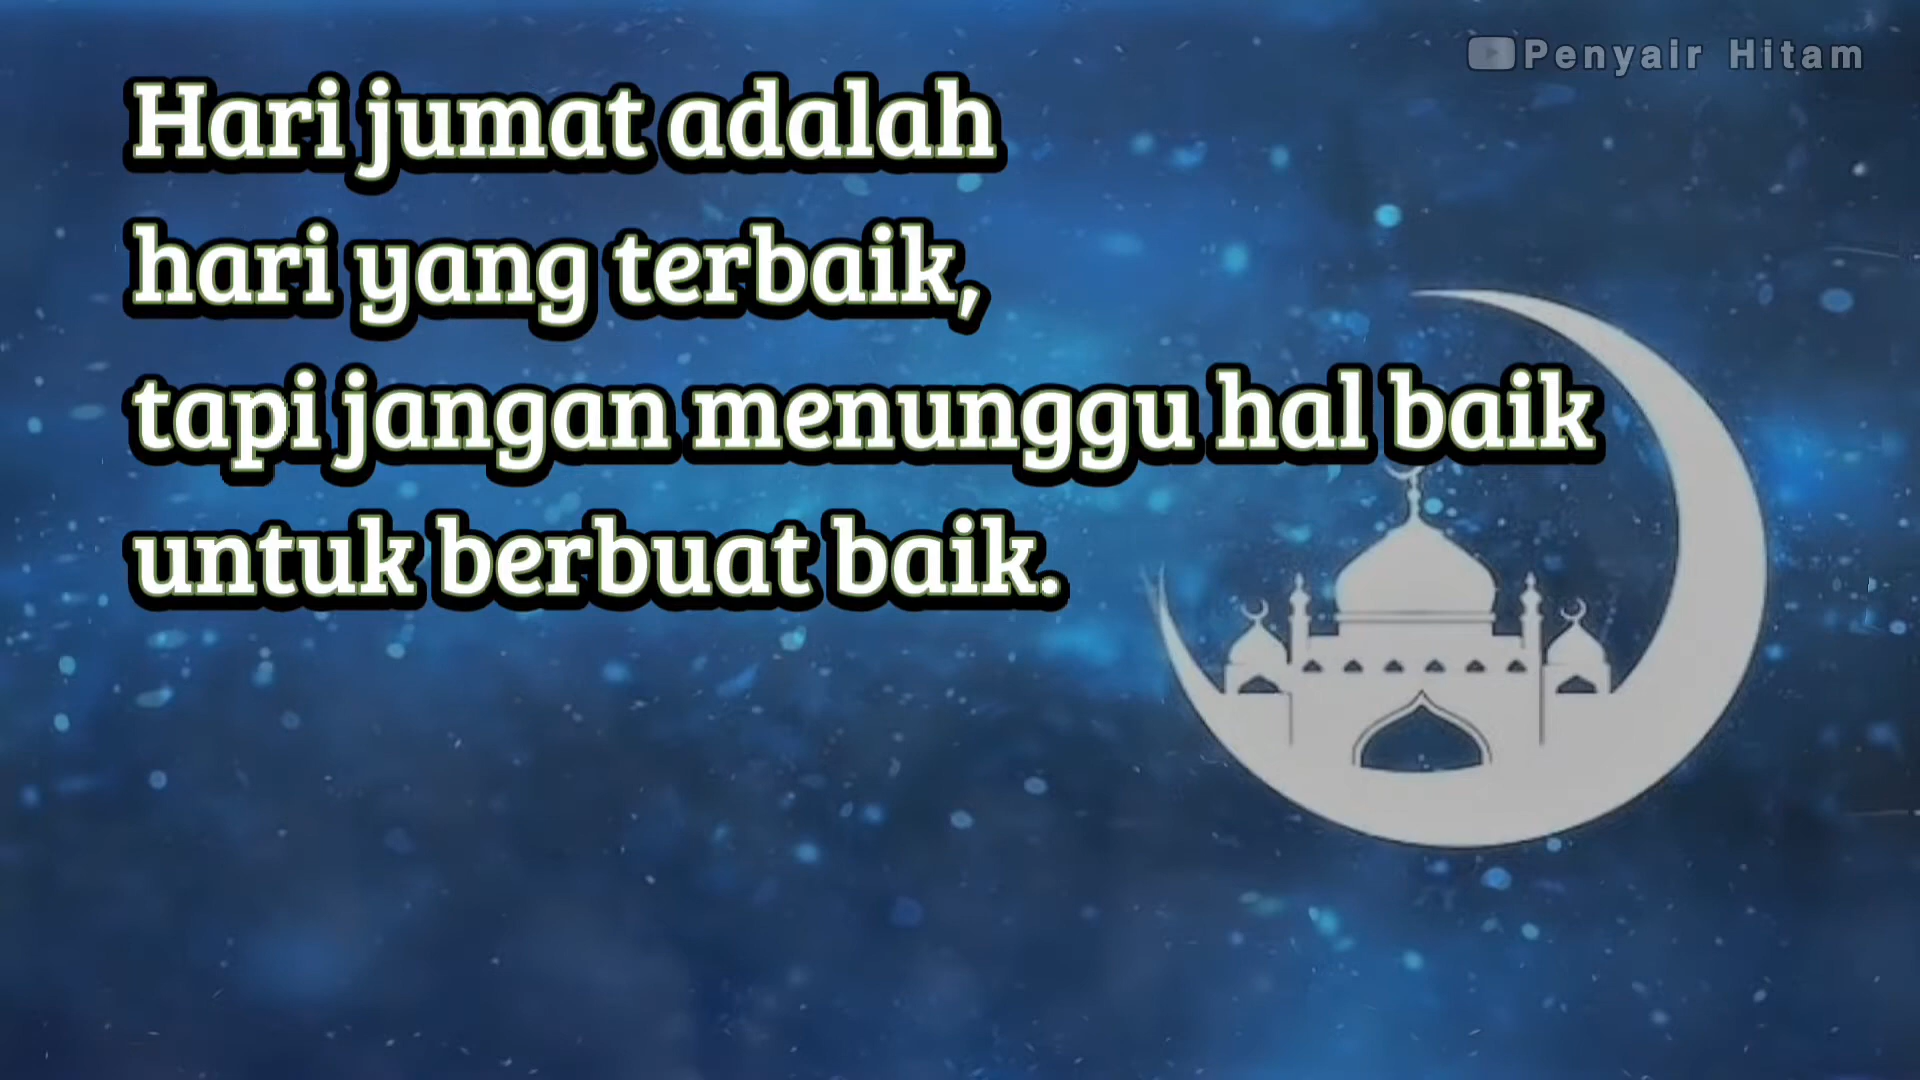 Penyair Hitam
Hari jumat adalah
hari yang terbaik,
tapi jangan menunggu hal baik
untuk berbuat baik.